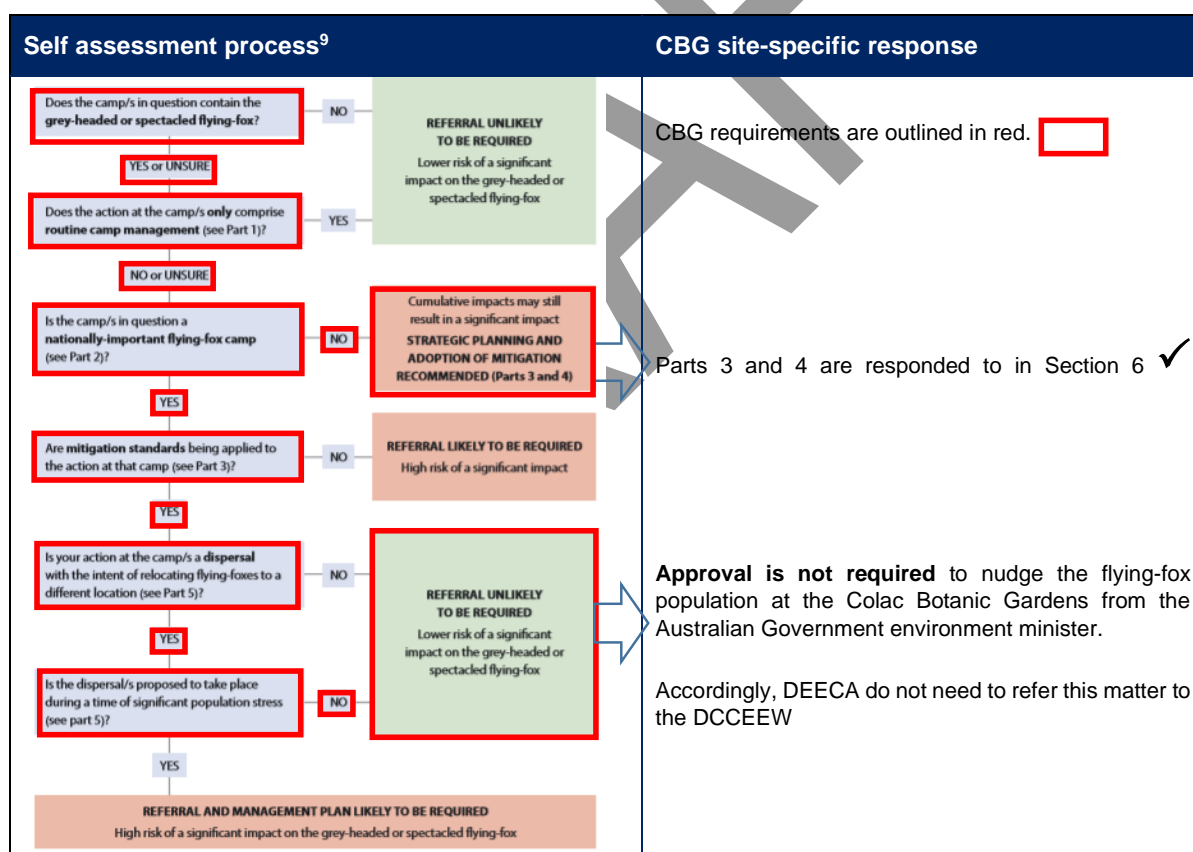 Self assessment process9
CBG site-specific response
Does the camp/s in question contain the
grey-headed or spectacled flying-fox?
NO
REFERRAL UNLIKELY
TO BE REQUIRED
Lower risk of a significant
impact on the grey-headed or
spectacled flying-fox
YES or UNSURE
Does the action at the camp/s only comprise
routine camp management (see Part 1)?
YES
CBG requirements are outlined in red.
NO or UNSURE
Is the camp/s in question a
nationally-important flying-fox camp
(see Part 2)?
NO
Cumulative impacts may still
result in a significant impact
STRATEGIC PLANNING AND
ADOPTION OF MITIGATION
RECOMMENDED (Parts 3 and 4)
Parts 3 and 4 are responded to in Section 6 ✓
YES
Are mitigation standards being applied to
the action at that camp (see Part 3)?
NO
REFERRAL LIKELY TO BE REQUIRED
High risk of a significant impact
YES
Is your action at the camp/s a dispersal
with the intent of relocating flying-foxes to a
different location (see Part 5)?
NO
REFERRAL UNLIKELY
TO BE REQUIRED
Lower risk of a significant
impact on the grey-headed or
spectacled flying-fox
YES
Is the dispersal/s proposed to take place
during a time of significant population stress
(see part 5)?
NO
Approval is not required to nudge the flying-fox
population at the Colac Botanic Gardens from the
Australian Government environment minister.
Accordingly, DEECA do not need to refer this matter to
the DCCEEW
YES
REFERRAL AND MANAGEMENT PLAN LIKELY TO BE REQUIRED
High risk of a significant impact on the grey-headed or spectacled flying-fox